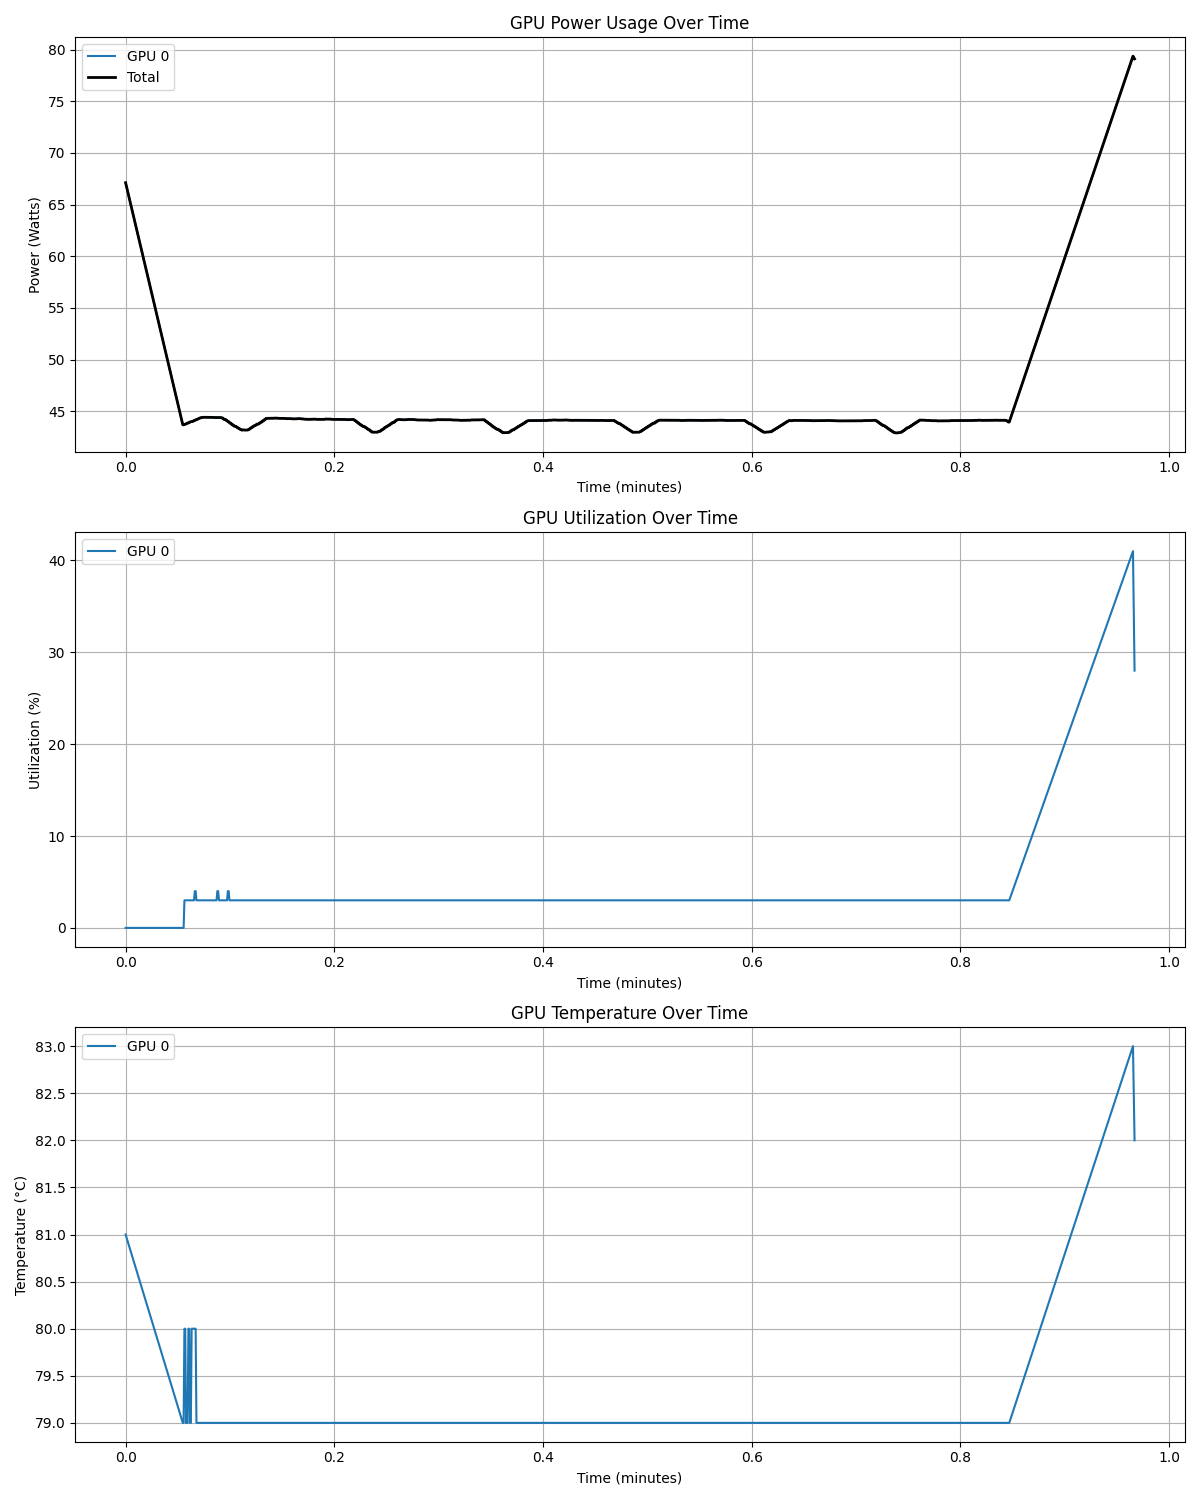 GPU Power Usage Over Time
GPU 0
Total
80
75
70
65
60
55
50
45
Power (Watts)
0.0 0.2 0.4 0.6 0.8 1.0
Time (minutes)
GPU Utilization Over Time
GPU 0
40
30
20
10
0
Utilization (%)
0.0 0.2 0.4 0.6 0.8 1.0
Time (minutes)
GPU Temperature Over Time
GPU 0
83.0
82.5
82.0
81.5
81.0
80.5
80.0
79.5
79.0
Temperature (°C)
0.0 0.2 0.4 0.6 0.8 1.0
Time (minutes)